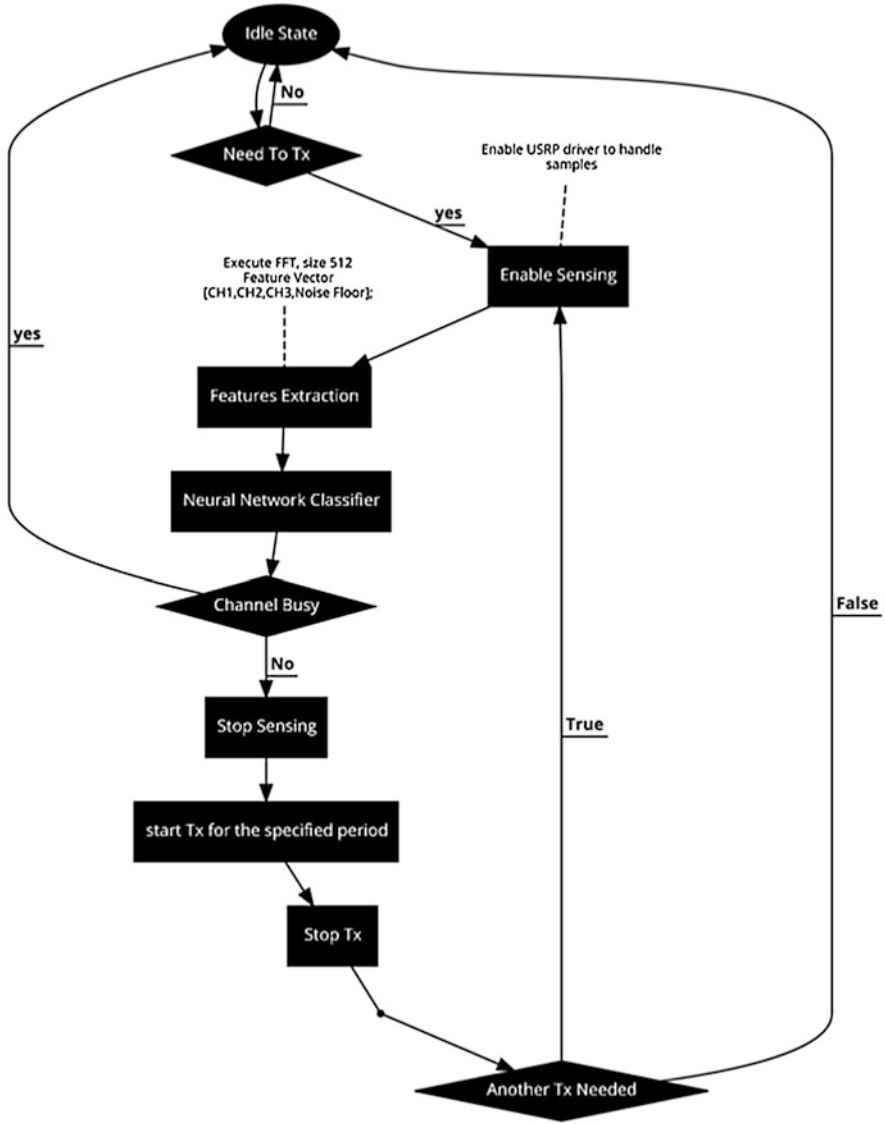 Idle State
No
Need To Tx
Enable USRP driver to handle
samples
yes
Enable Sensing
Execute FFT, size 512
Feature Vector
[CH1,CH2,CH3,Noise Floor];
yes
Features Extraction
Neural Network Classifier
Channel Busy
False
No
Stop Sensing
True
start Tx for the specified period
Stop Tx
Another Tx Needed